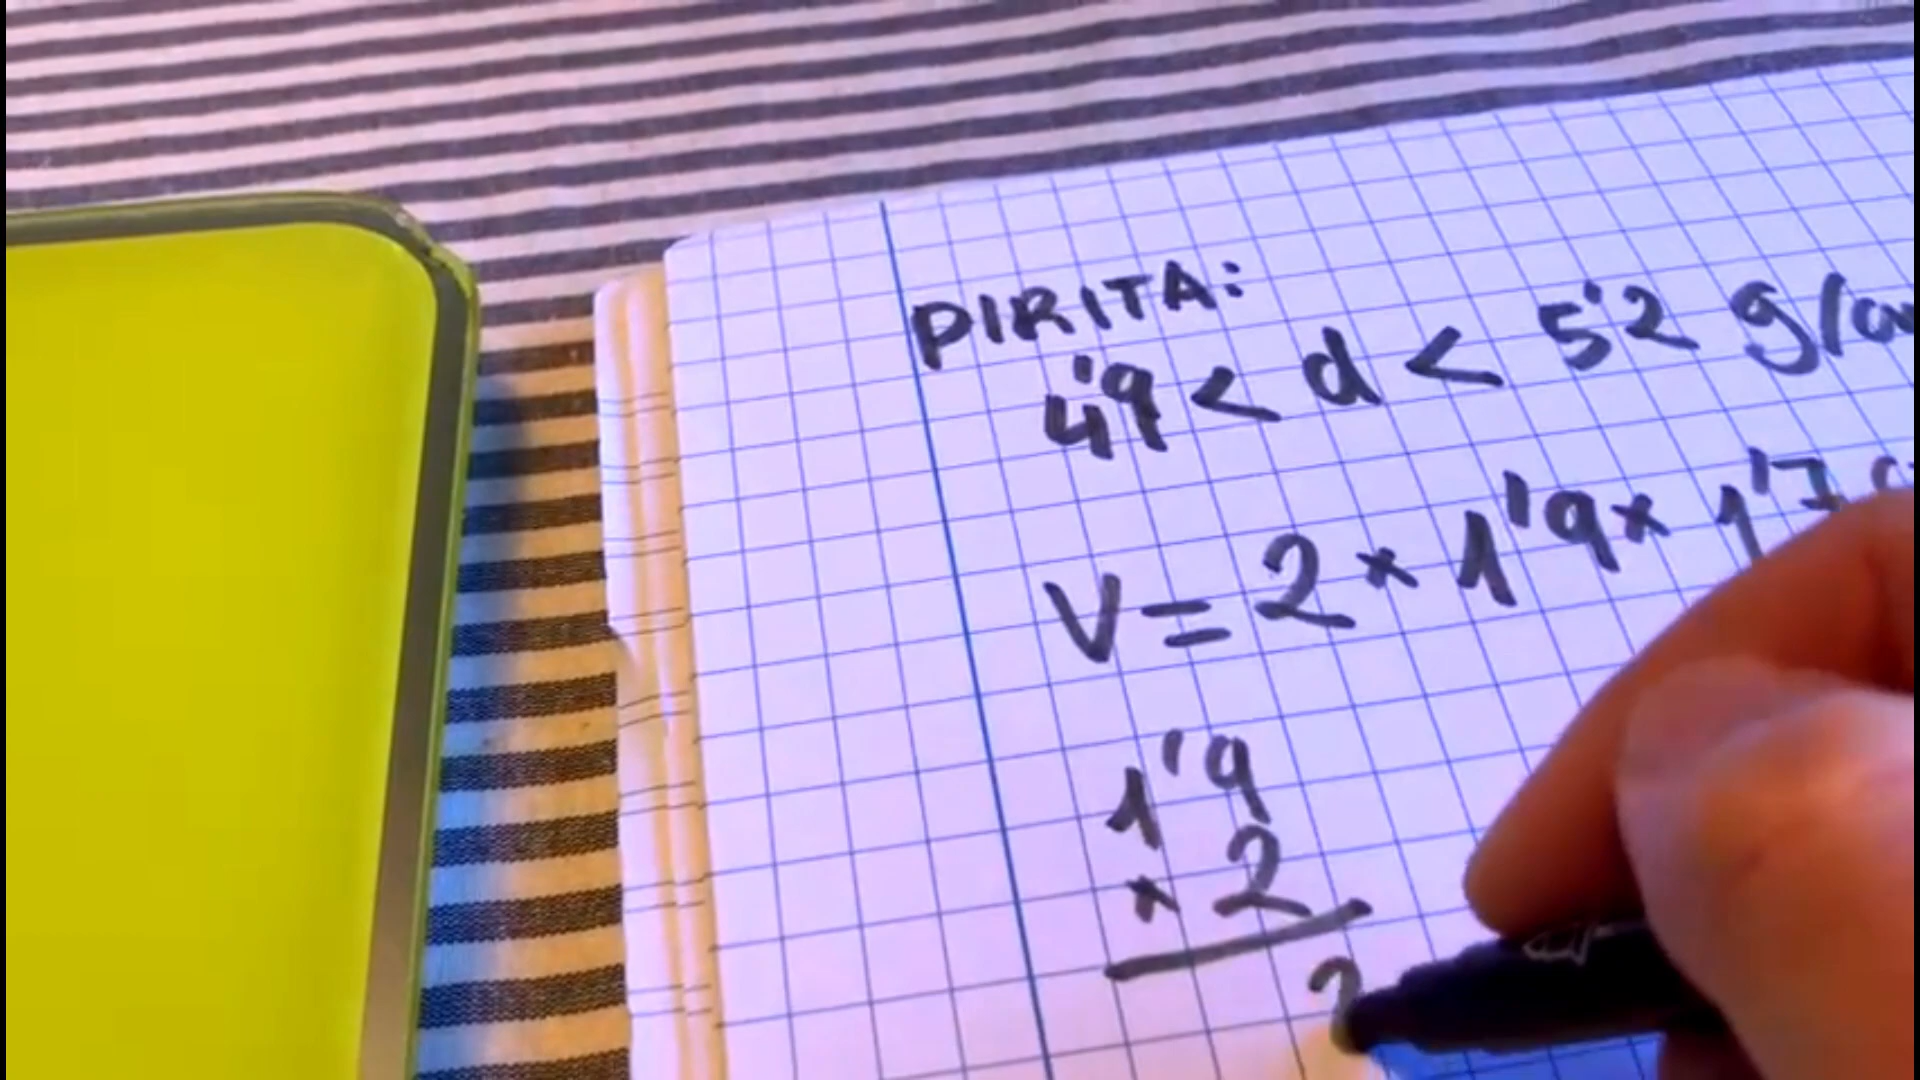 PIRITA:
4'9 < d < 5'2 g/
V = 2 × 1'9 × 1'7
1'9
× 2